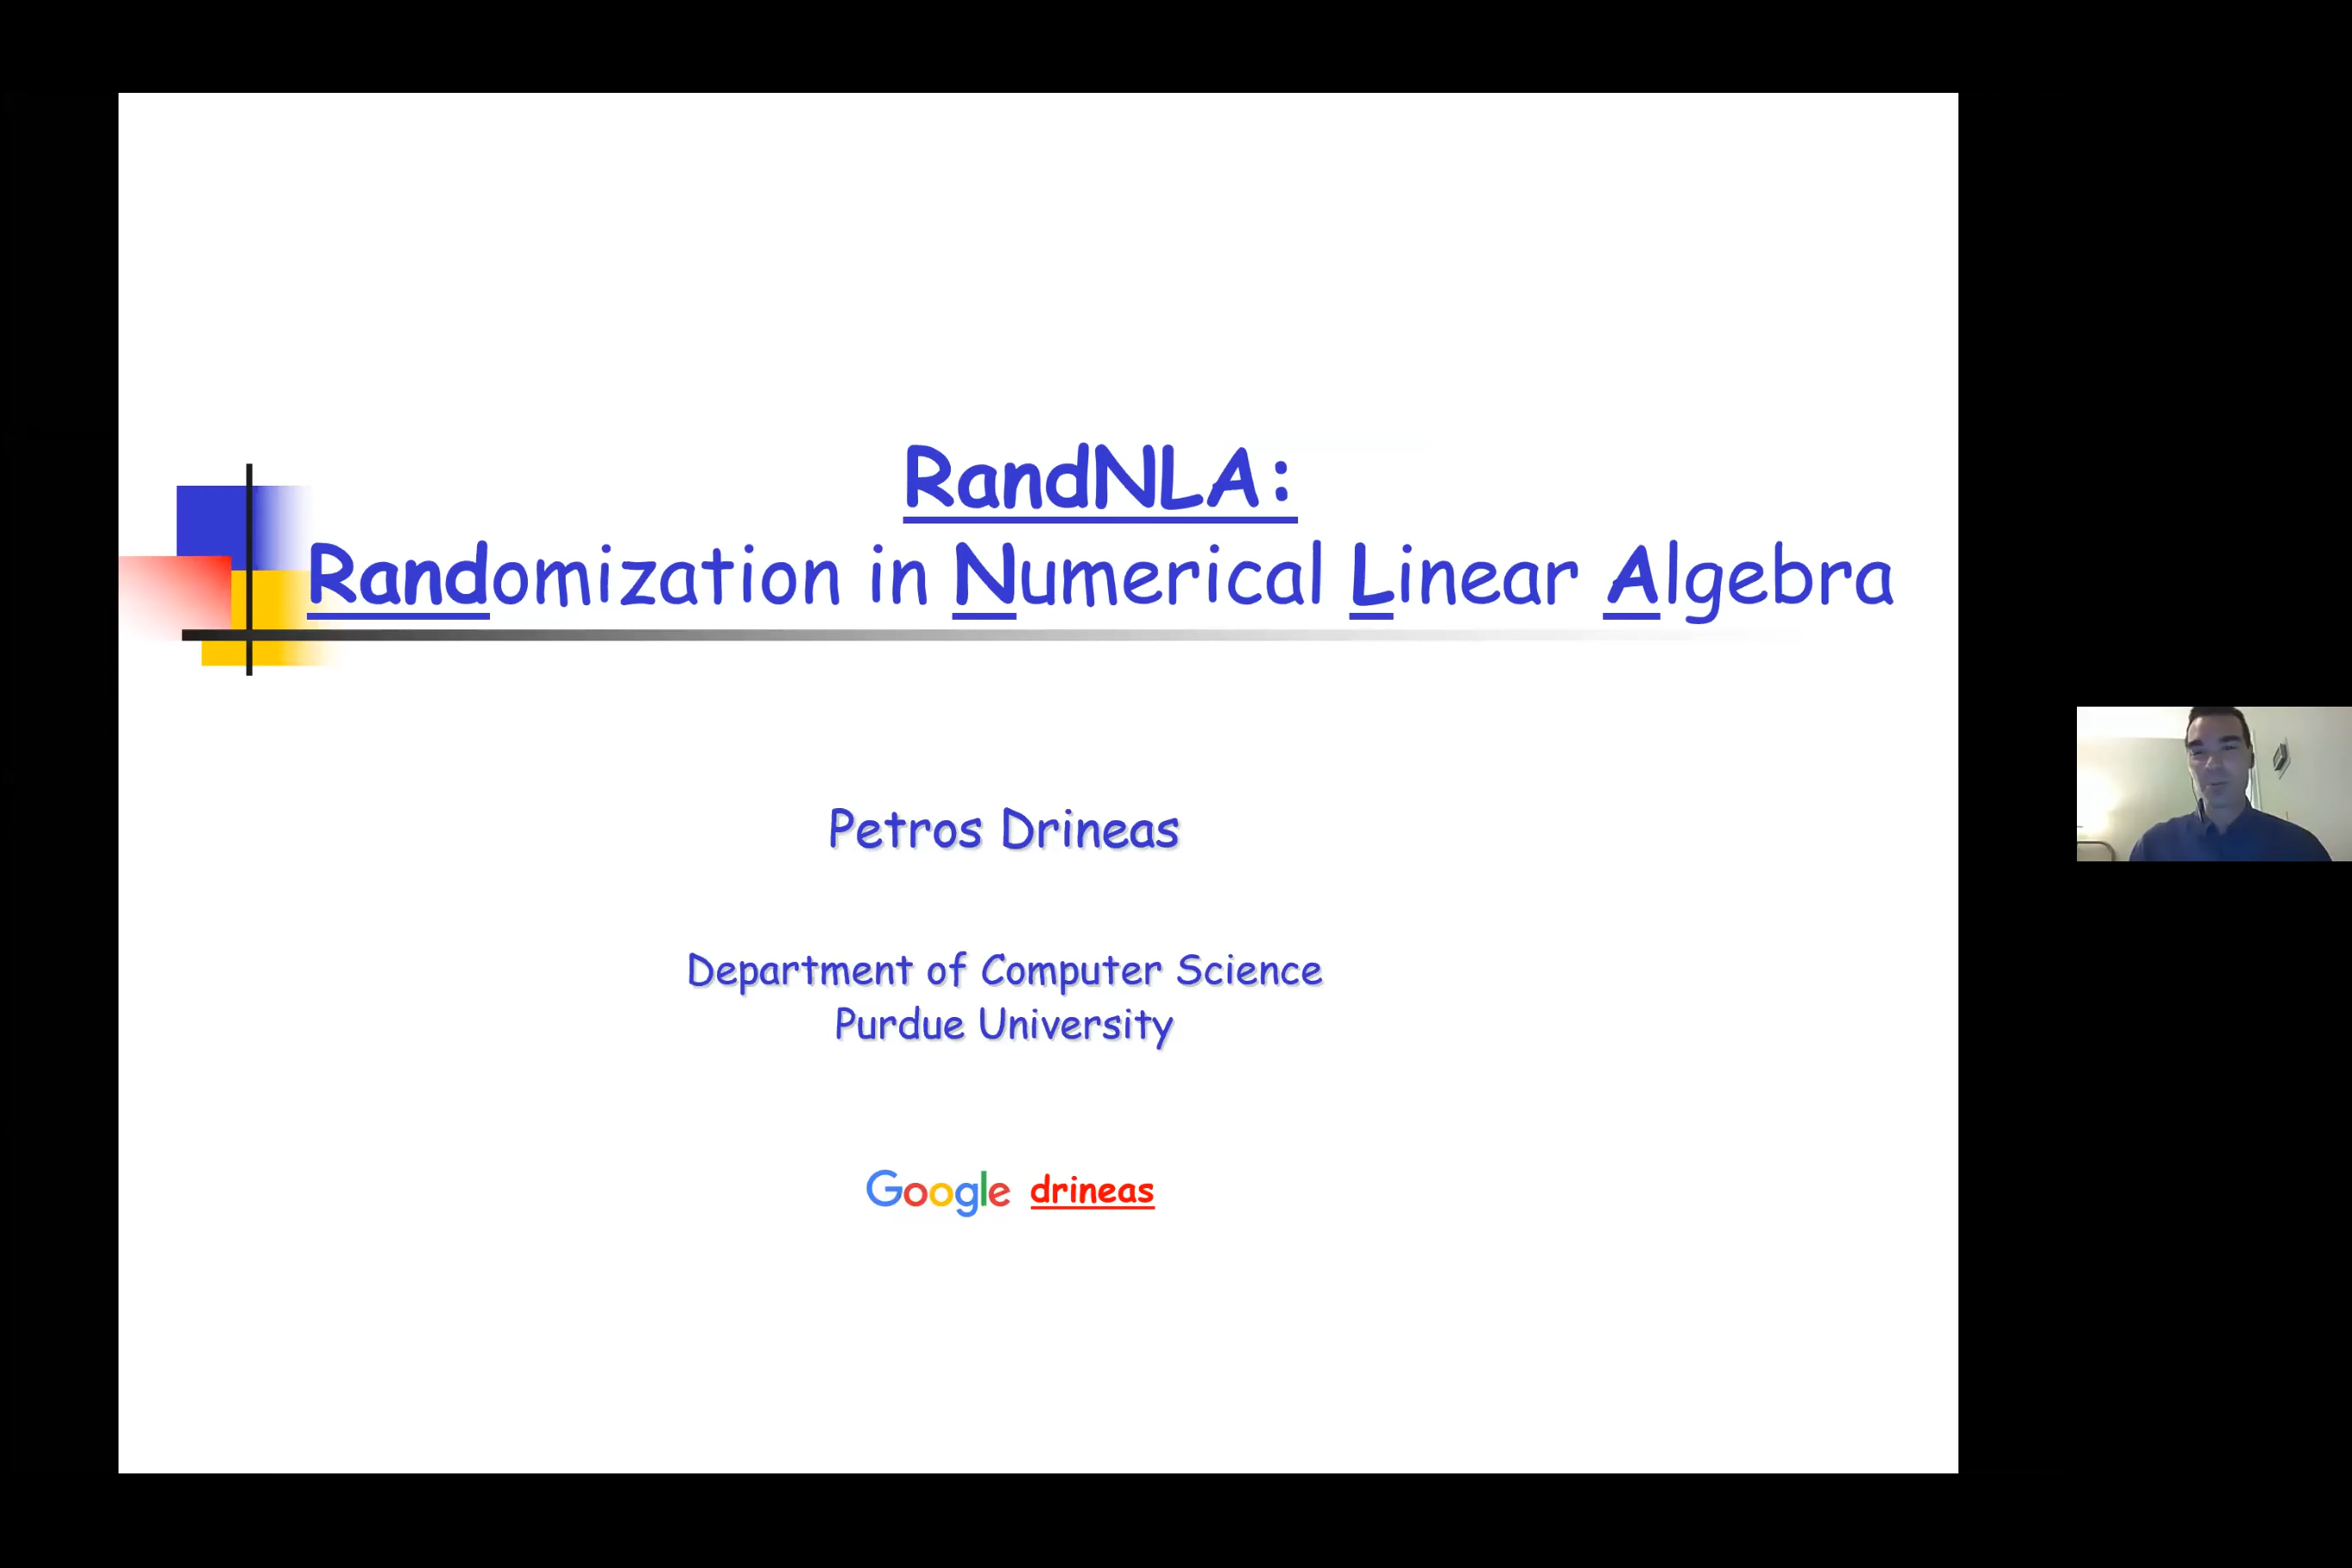 RandNLA:
Randomization in Numerical Linear Algebra
Petros Drineas
Department of Computer Science
Purdue University
Google drineas